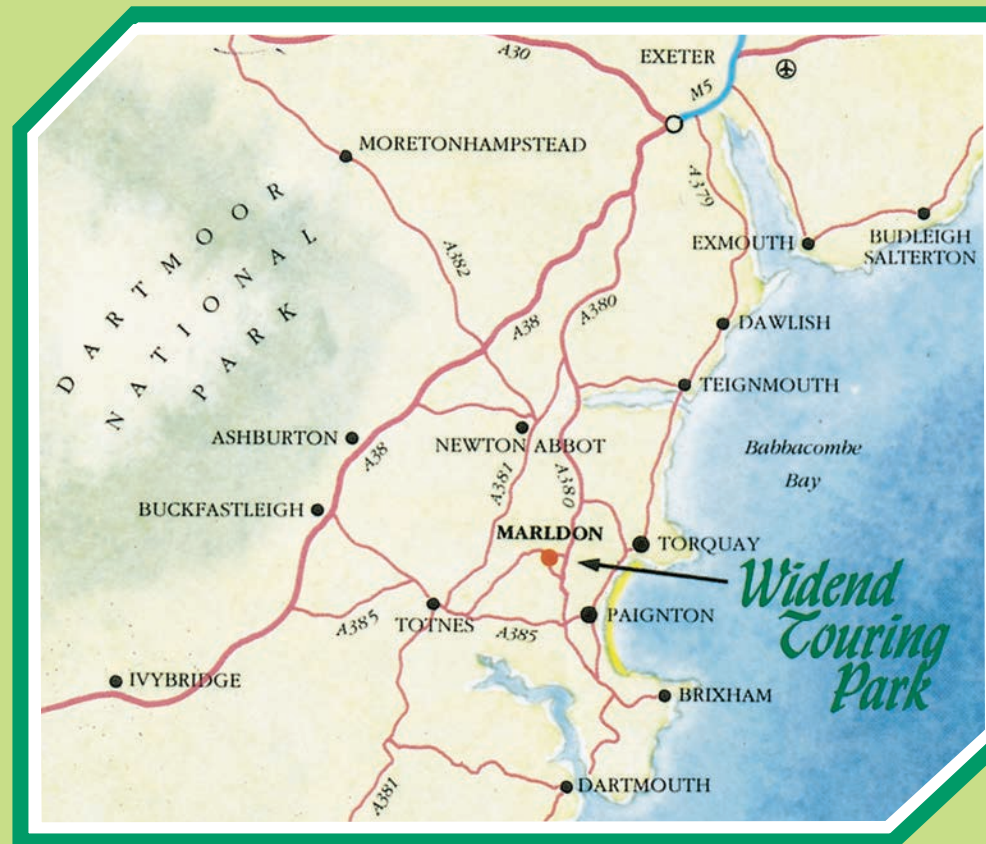 A30
EXETER
M5
MORETONHAMPSTEAD
A379
DARTMOOR
NATIONAL
PARK
A382
EXMOUTH
BUDLEIGH
SALTERTON
A380
A38
DAWLISH
TEIGNMOUTH
ASHBURTON
A38
NEWTON ABBOT
Babbacombe
Bay
A381
A380
BUCKFASTLEIGH
MARLDON
TORQUAY
Widend
Touring
Park
A385
TOTNES
A385
PAIGNTON
IVYBRIDGE
BRIXHAM
A381
DARTMOUTH